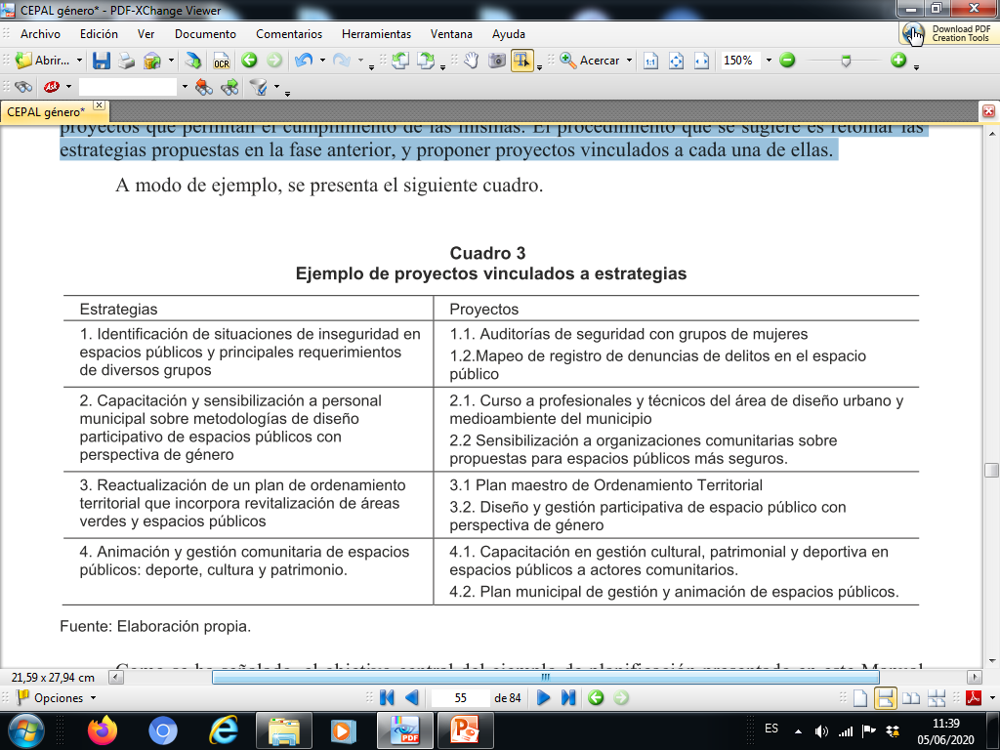 CEPAL género* - PDF-XChange Viewer
Archivo Edición Ver Documento Comentarios Herramientas Ventana Ayuda
Download PDF
Creation Tools
Abrir... OCR Acercar 1:1 150%
CEPAL género*
proyectos que permitan el cumplimiento de las mismas. El procedimiento que se sugiere es retomar las
estrategias propuestas en la fase anterior, y proponer proyectos vinculados a cada una de ellas.
A modo de ejemplo, se presenta el siguiente cuadro.
Cuadro 3
Ejemplo de proyectos vinculados a estrategias
Estrategias
Proyectos
1. Identificación de situaciones de inseguridad en
espacios públicos y principales requerimientos
de diversos grupos
1.1. Auditorías de seguridad con grupos de mujeres
1.2.Mapeo de registro de denuncias de delitos en el espacio
público
2. Capacitación y sensibilización a personal
municipal sobre metodologías de diseño
participativo de espacios públicos con
perspectiva de género
2.1. Curso a profesionales y técnicos del área de diseño urbano y
medioambiente del municipio
2.2 Sensibilización a organizaciones comunitarias sobre
propuestas para espacios públicos más seguros.
3. Reactualización de un plan de ordenamiento
territorial que incorpora revitalización de áreas
verdes y espacios públicos
3.1 Plan maestro de Ordenamiento Territorial
3.2. Diseño y gestión participativa de espacio público con
perspectiva de género
4. Animación y gestión comunitaria de espacios
públicos: deporte, cultura y patrimonio.
4.1. Capacitación en gestión cultural, patrimonial y deportiva en
espacios públicos a actores comunitarios.
4.2. Plan municipal de gestión y animación de espacios públicos.
Fuente: Elaboración propia.
Como se ha señalado, el objetivo central del ejemplo de planificación presentado en este Manual
21,59 x 27,94 cm
Opciones 55 de 84
PDF
ES
11:39
05/06/2020